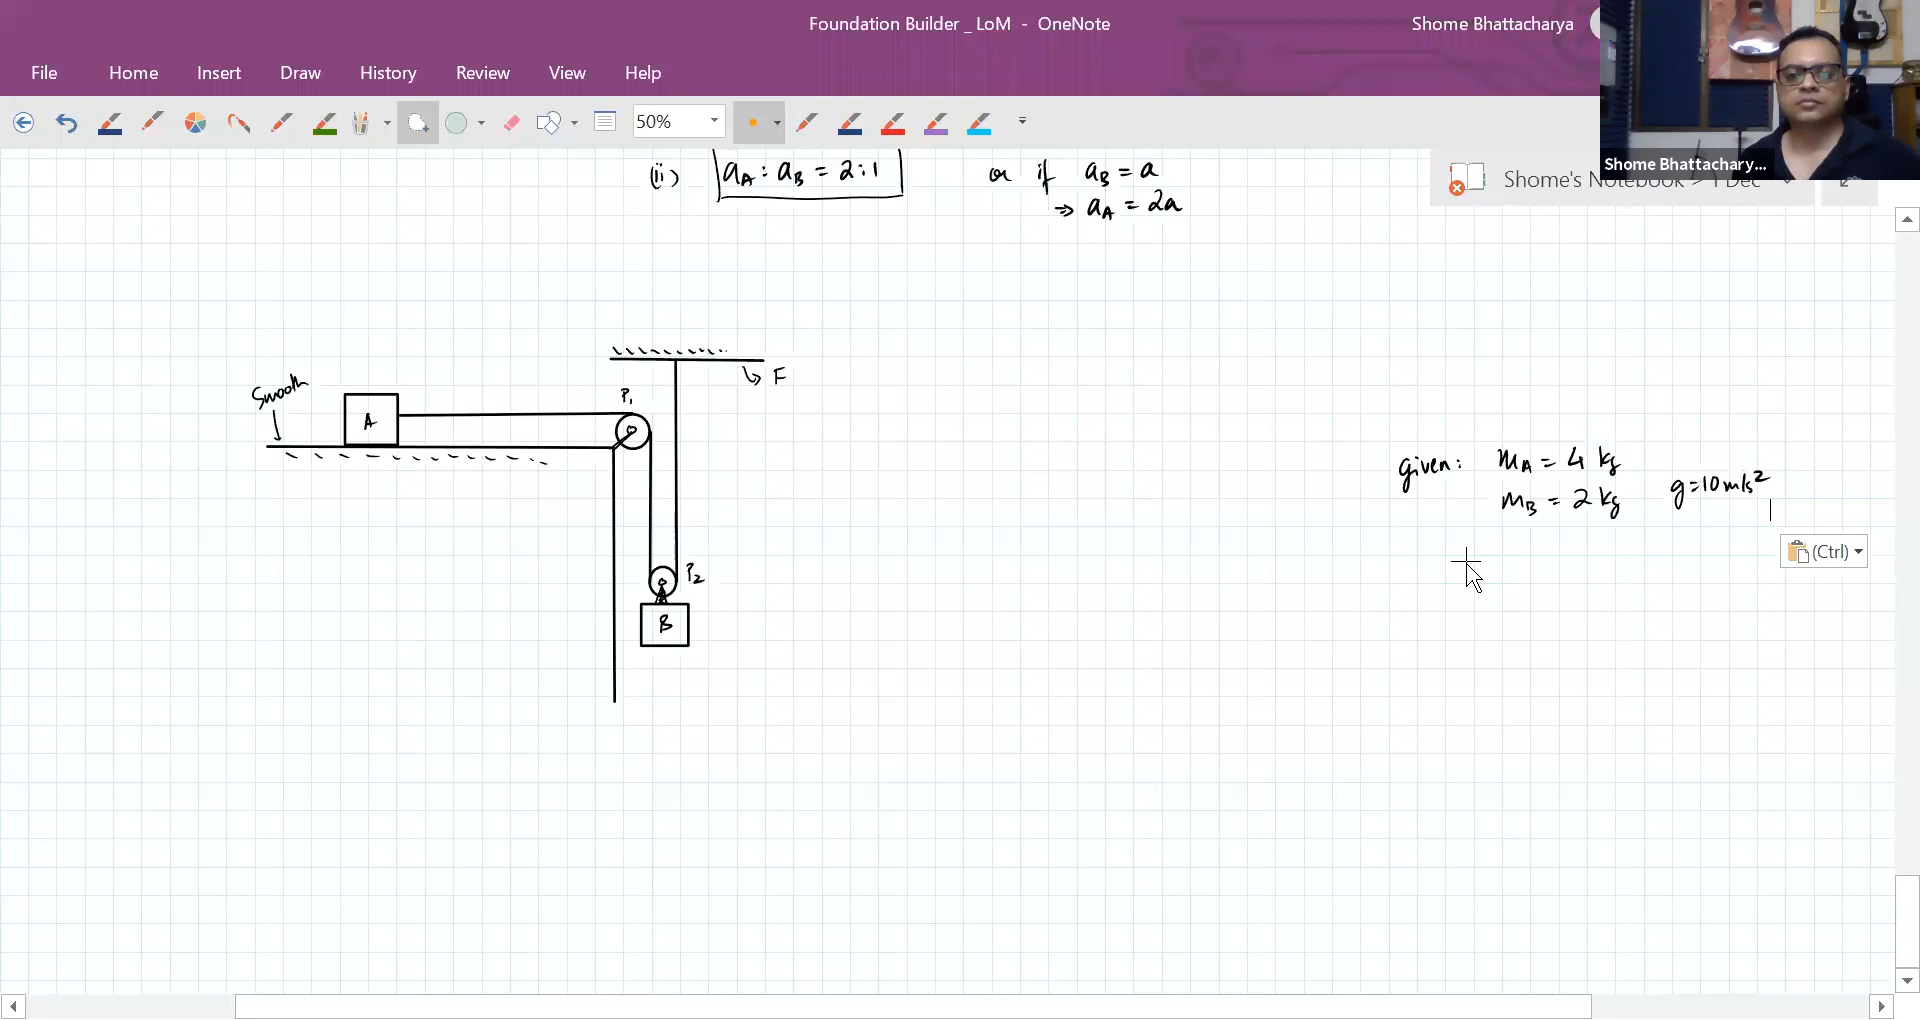 Foundation Builder _ LoM - OneNote
Shome Bhattacharya
File Home Insert Draw History Review View Help
50%
Shome Bhattachary...
Shome's Notebook > 1 Dec
(ii) aA : aB = 2:1 or if aB = a
⇒ aA = 2a
F
Smooth
A
P1
P2
B
given: mA = 4 kg
mB = 2 kg
g=10 m/s²
(Ctrl)